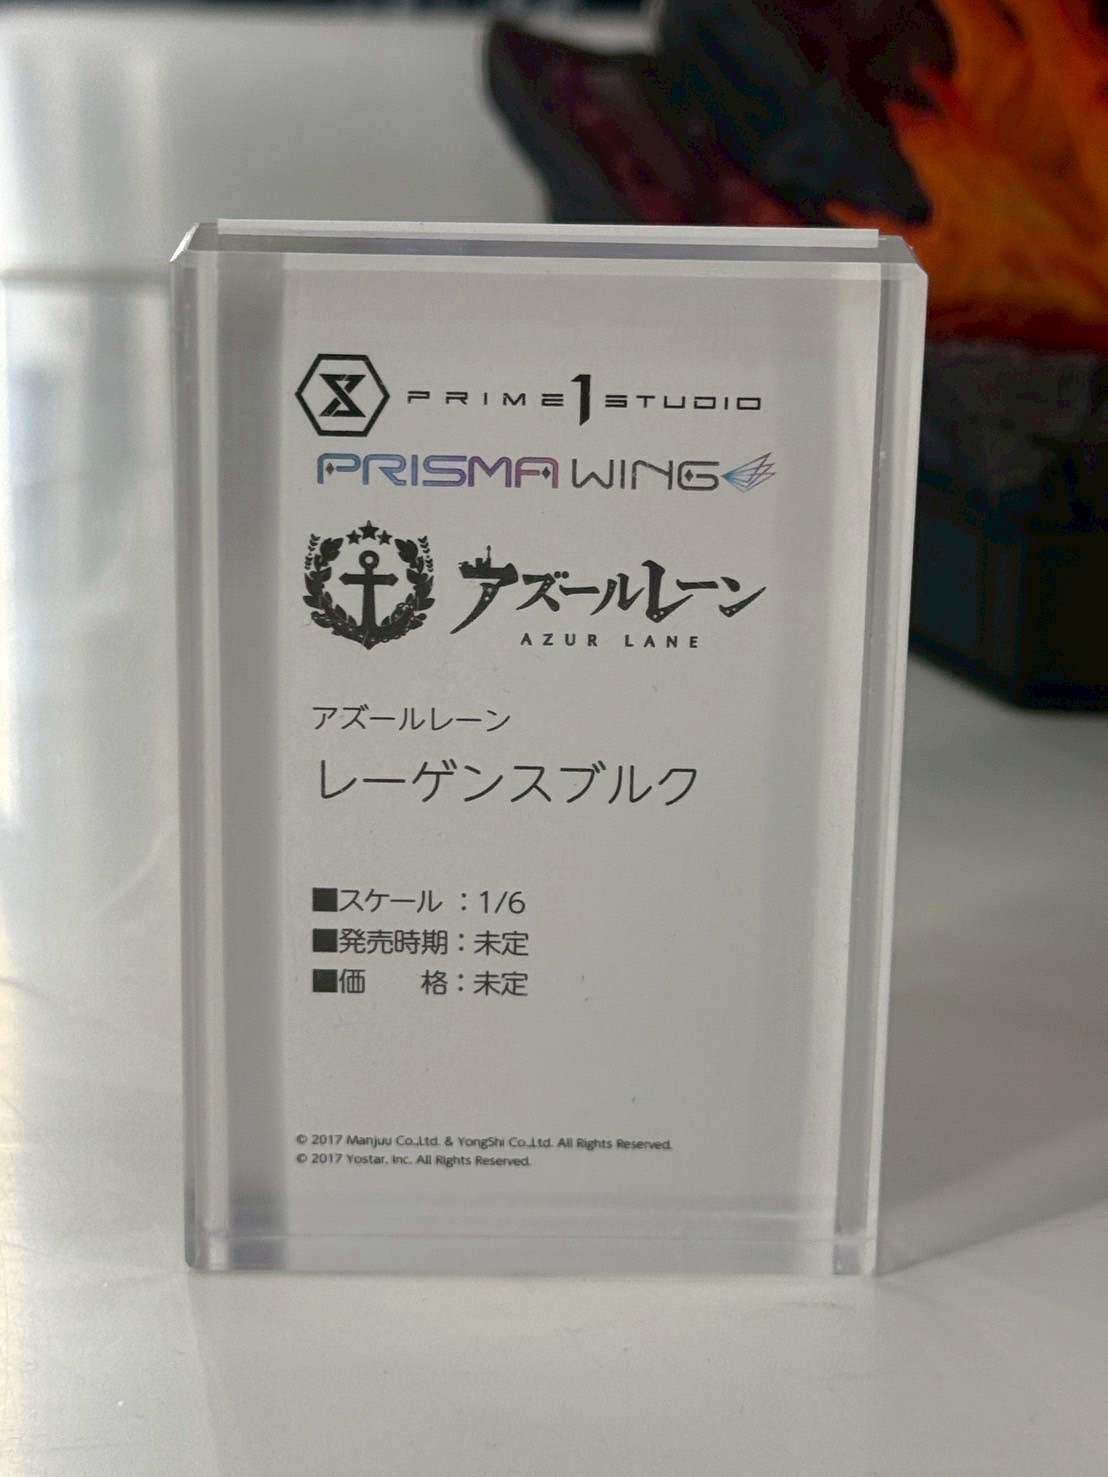 PRIME 1 STUDIO
PRISMA WING
アズールレーン
AZUR LANE
アズールレーン
レーゲンスブルク
■スケール ：1/6
■発売時期：未定
■価　　格：未定
© 2017 Manjuu Co.,Ltd. & YongShi Co.,Ltd. All Rights Reserved.
© 2017 Yostar, Inc. All Rights Reserved.